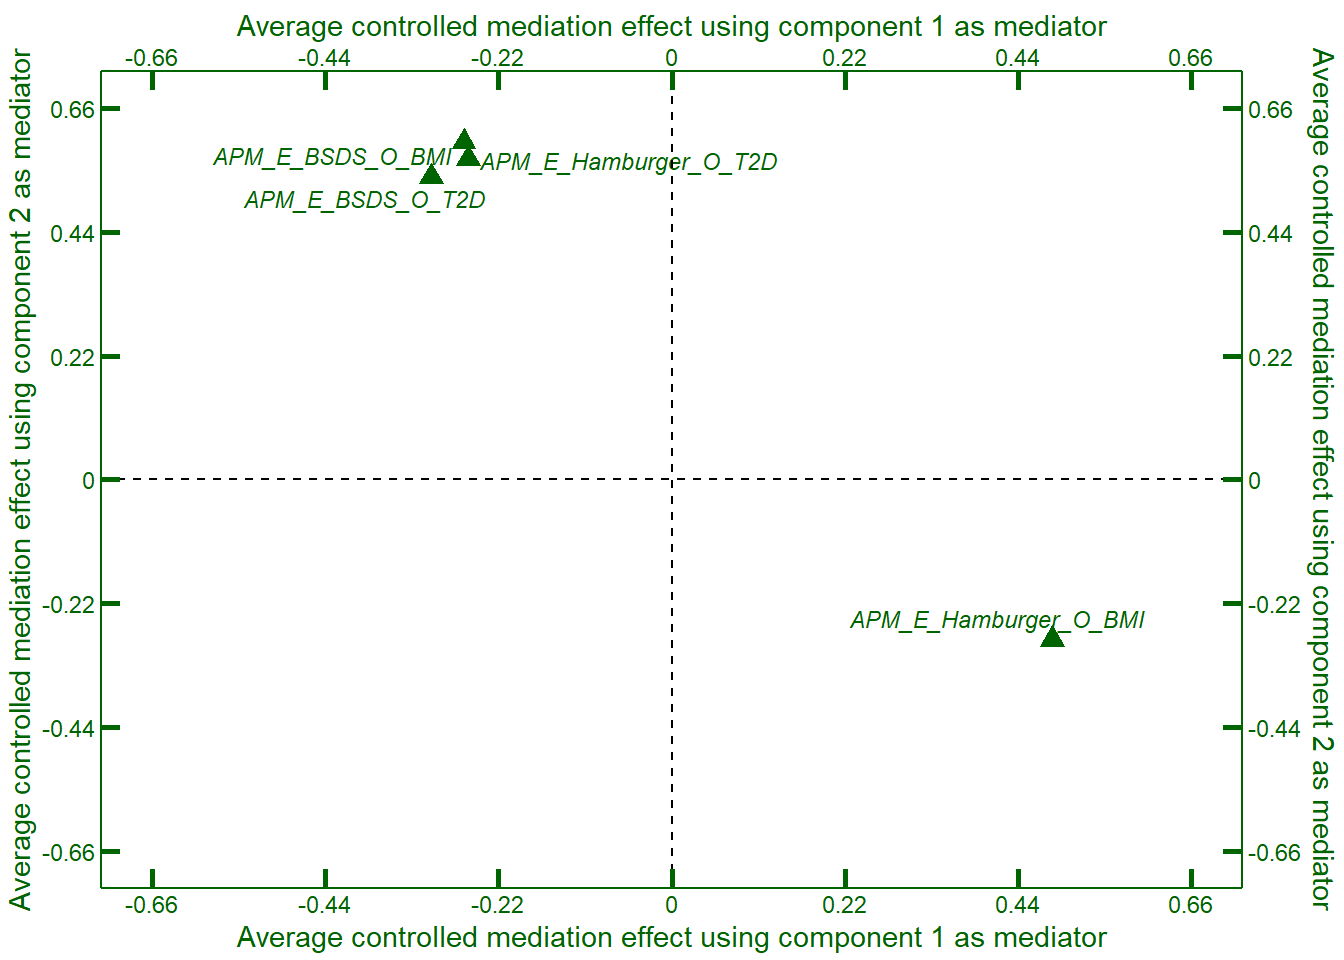 Average controlled mediation effect using component 1 as mediator
-0.66 -0.44 -0.22 0 0.22 0.44 0.66
Average controlled mediation effect using component 2 as mediator
0.66
0.44
0.22
0
-0.22
-0.44
-0.66
APM_E_BSDS_O_BMI
APM_E_Hamburger_O_T2D
APM_E_BSDS_O_T2D
APM_E_Hamburger_O_BMI
0.66
0.44
0.22
0
-0.22
-0.44
-0.66
Average controlled mediation effect using component 2 as mediator
-0.66 -0.44 -0.22 0 0.22 0.44 0.66
Average controlled mediation effect using component 1 as mediator